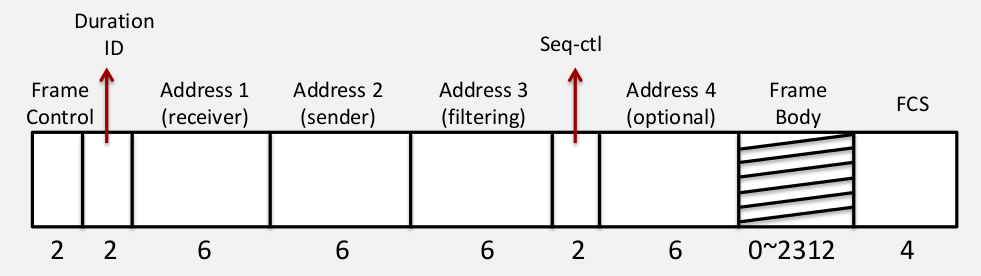 Duration
ID
Seq-ctl
Frame
Control
Address 1
(receiver)
Address 2
(sender)
Address 3
(filtering)
Address 4
(optional)
Frame
Body
FCS
2 2 6 6 6 2 6 0~2312 4